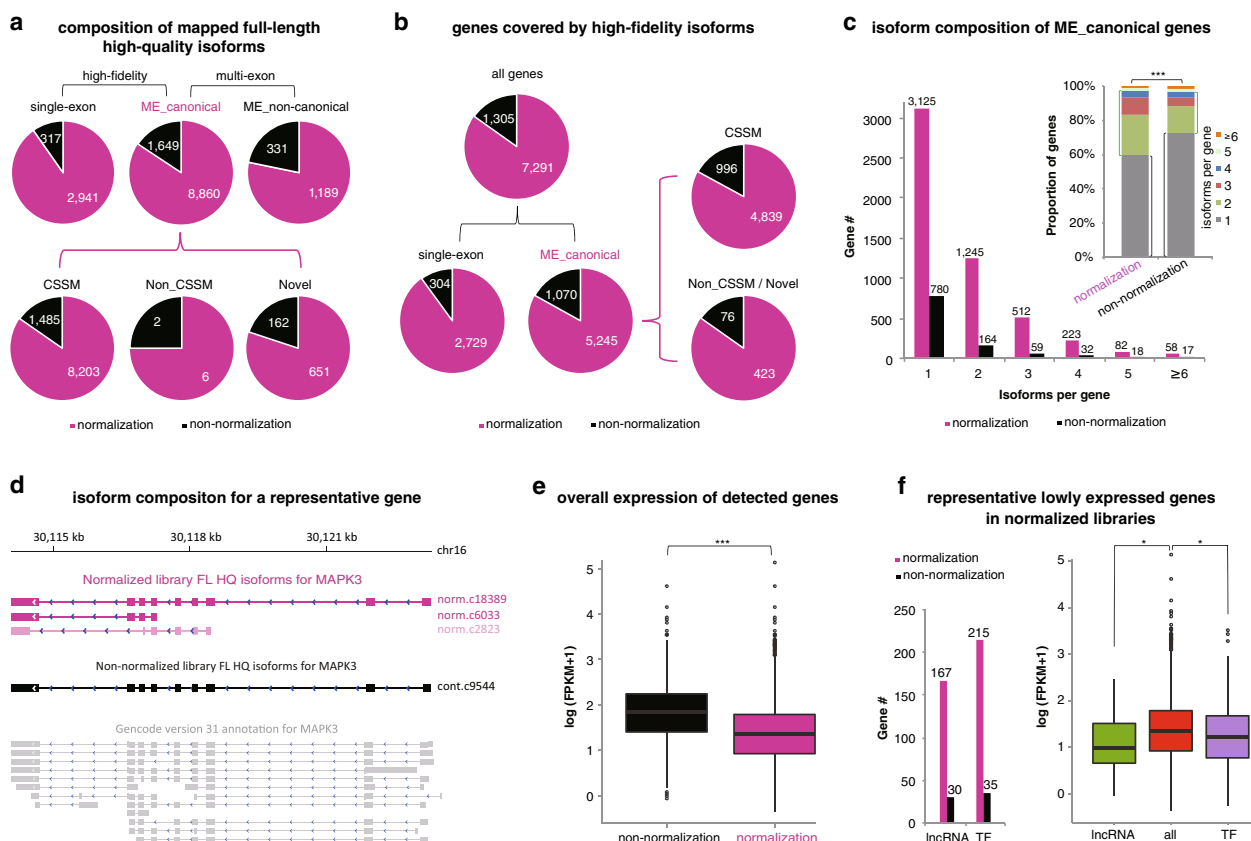 a
composition of mapped full-length
high-quality isoforms
high-fidelity
multi-exon
single-exon
ME_canonical
ME_non-canonical
317
2,941
1,649
8,860
331
1,189
CSSM
Non_CSSM
Novel
1,485
8,203
2
6
162
651
normalization
non-normalization
b
genes covered by high-fidelity isoforms
all genes
1,305
7,291
single-exon
ME_canonical
304
2,729
1,070
5,245
CSSM
996
4,839
Non_CSSM / Novel
76
423
normalization
non-normalization
c
isoform composition of ME_canonical genes
Gene #
3000
2500
2000
1500
1000
500
0
3,125
780
1,245
164
512
59
223
32
82
18
58
17
1
2
3
4
5
≥6
Isoforms per gene
normalization
non-normalization
***
Proportion of genes
100%
80%
60%
40%
20%
0%
normalization
non-normalization
isoforms per gene
≥6
5
4
3
2
1
d
isoform compositon for a representative gene
30,115 kb
30,118 kb
30,121 kb
chr16
Normalized library FL HQ isoforms for MAPK3
norm.c18389
norm.c6033
norm.c2823
Non-normalized library FL HQ isoforms for MAPK3
cont.c9544
Gencode version 31 annotation for MAPK3
e
overall expression of detected genes
***
log (FPKM+1)
5
4
3
2
1
0
non-normalization
normalization
f
representative lowly expressed genes
in normalized libraries
normalization
non-normalization
Gene #
250
200
150
100
50
0
167
30
215
35
lncRNA
TF
*
*
log (FPKM+1)
5
4
3
2
1
0
lncRNA
all
TF